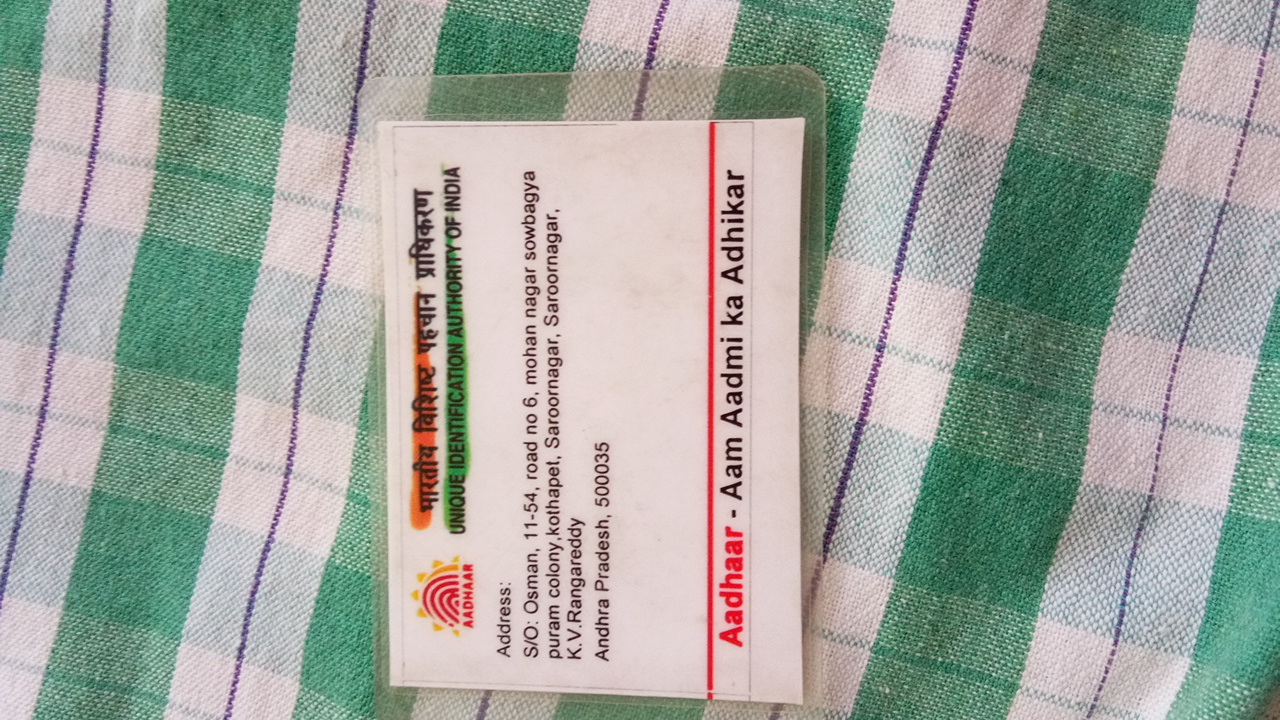 भारतीय विशिष्ट पहचान प्राधिकरण
UNIQUE IDENTIFICATION AUTHORITY OF INDIA
AADHAAR
Address:
S/O: Osman, 11-54, road no 6, mohan nagar sowbagya
puram colony,kothapet, Saroornagar, Saroornagar,
K.V.Rangareddy
Andhra Pradesh, 500035
Aadhaar - Aam Aadmi ka Adhikar